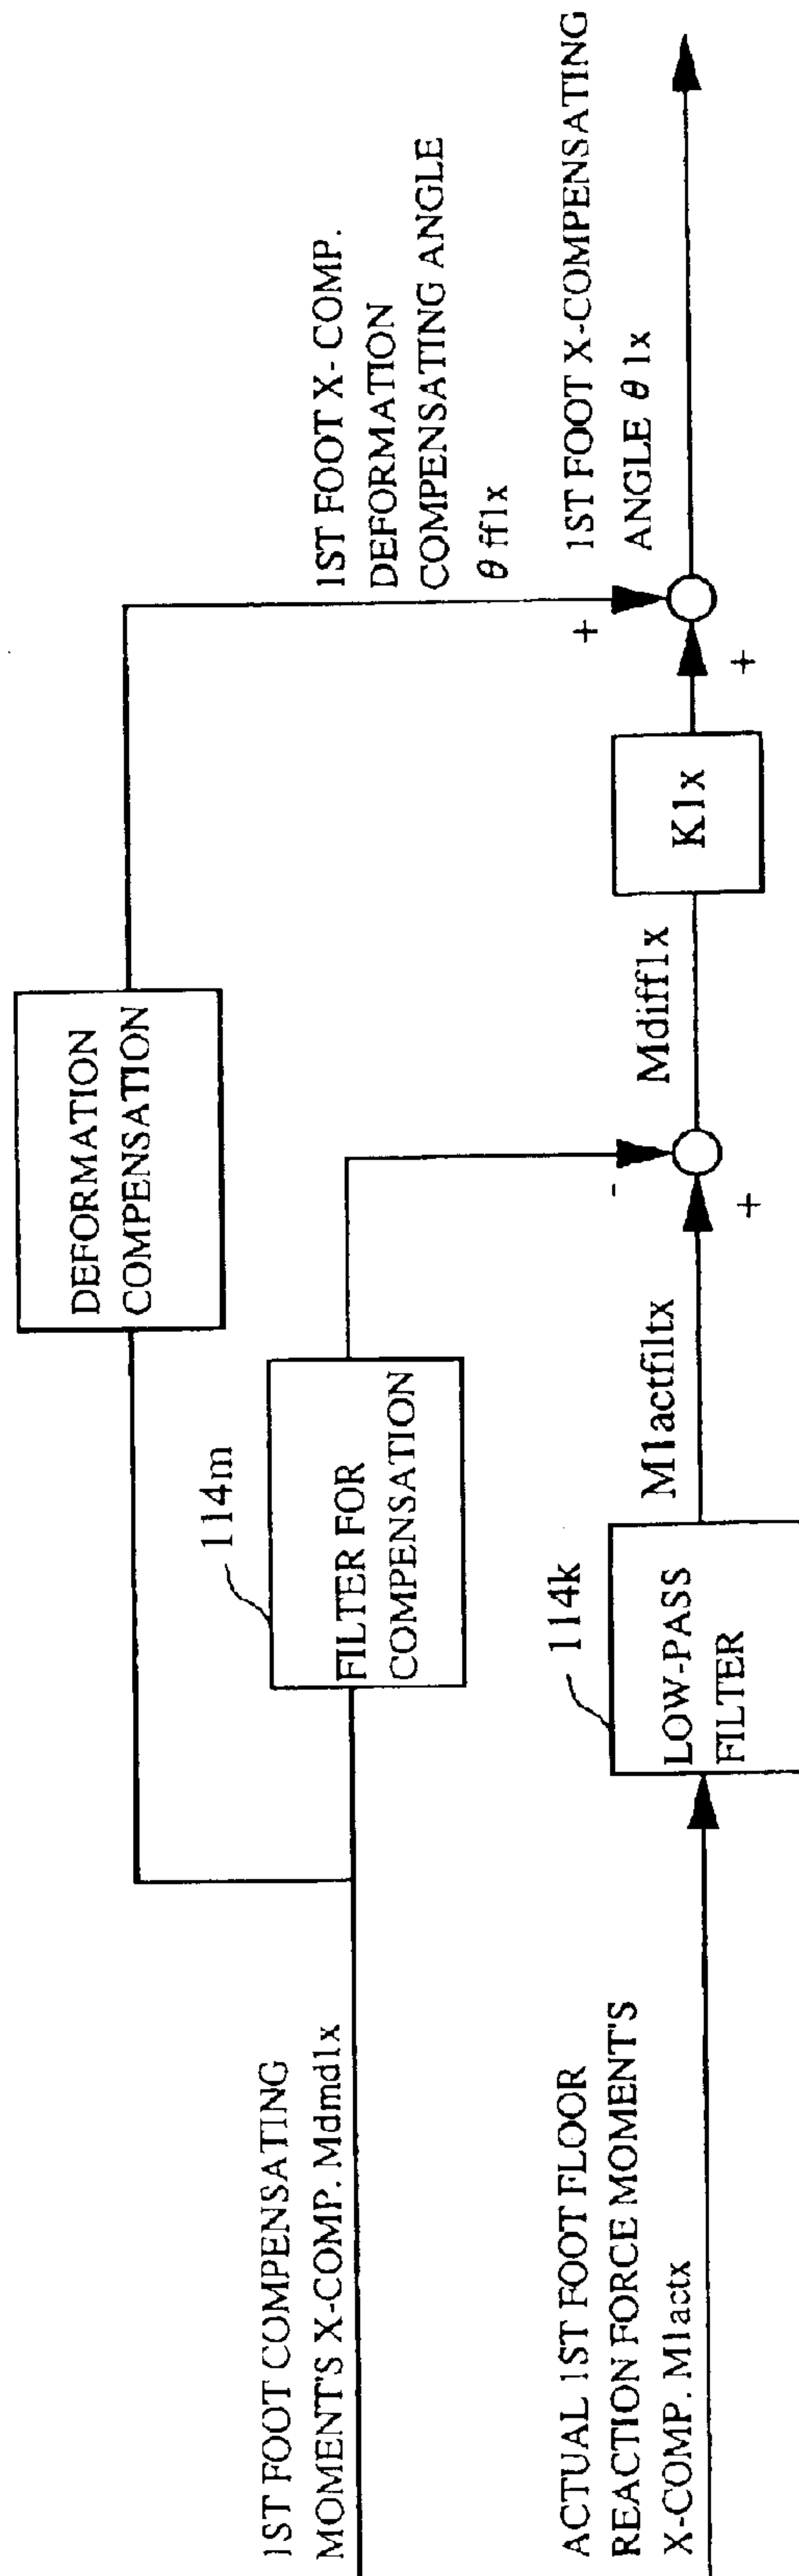 1ST FOOT COMPENSATING
MOMENT'S X-COMP. Mdmd1x
ACTUAL 1ST FOOT FLOOR
REACTION FORCE MOMENT'S
X-COMP. M1actx
DEFORMATION
COMPENSATION
114m
FILTER FOR
COMPENSATION
114k
LOW-PASS
FILTER
M1actfiltx
-
+
Mdiff1x
K1x
+
+
1ST FOOT X- COMP.
DEFORMATION
COMPENSATING ANGLE
θ ff1x
1ST FOOT X-COMPENSATING
ANGLE θ 1x